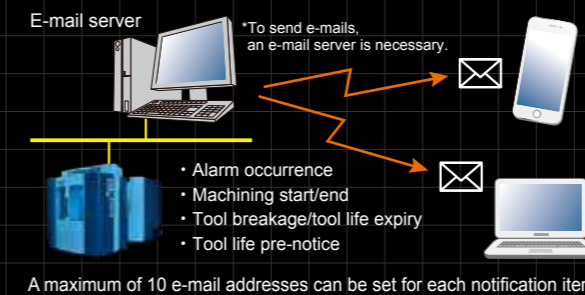 E-mail server
*To send e-mails,
an e-mail server is necessary.
・Alarm occurrence
・Machining start/end
・Tool breakage/tool life expiry
・Tool life pre-notice
A maximum of 10 e-mail addresses can be set for each notification